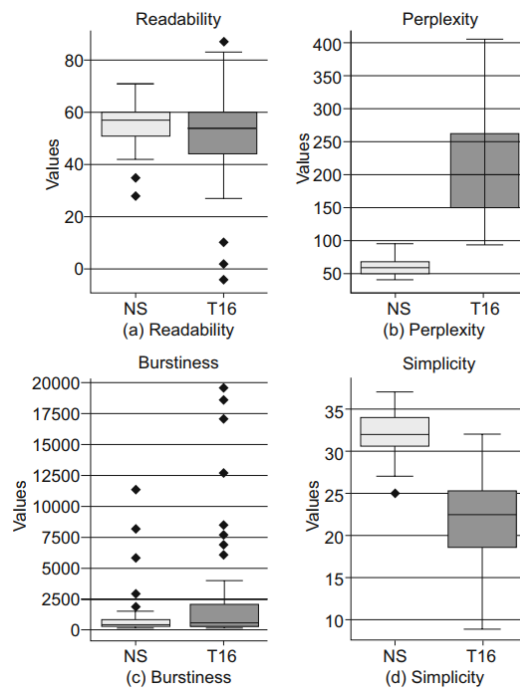 Readability
80
60
40
20
0
Values
NS
T16
(a) Readability
Perplexity
400
350
300
250
200
150
100
50
Values
NS
T16
(b) Perplexity
Burstiness
20000
17500
15000
12500
10000
7500
5000
2500
0
Values
NS
T16
(c) Burstiness
Simplicity
35
30
25
20
15
10
Values
NS
T16
(d) Simplicity